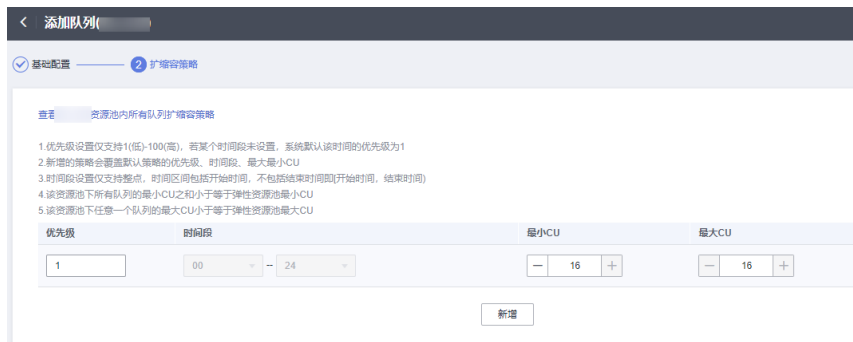 添加队列( )
基础配置 2 扩缩容策略
查看 资源池内所有队列扩缩容策略
1.优先级设置仅支持1(低)-100(高)，若某个时间段未设置，系统默认该时间的优先级为1
2.新增的策略会覆盖默认策略的优先级、时间段、最大最小CU
3.时间段设置仅支持整点，时间区间包括开始时间，不包括结束时间即[开始时间，结束时间)
4.该资源池下所有队列的最小CU之和小于等于弹性资源池最小CU
5.该资源池下任意一个队列的最大CU小于等于弹性资源池最大CU
优先级 时间段 最小CU 最大CU
1 00 -- 24 16 16
新增